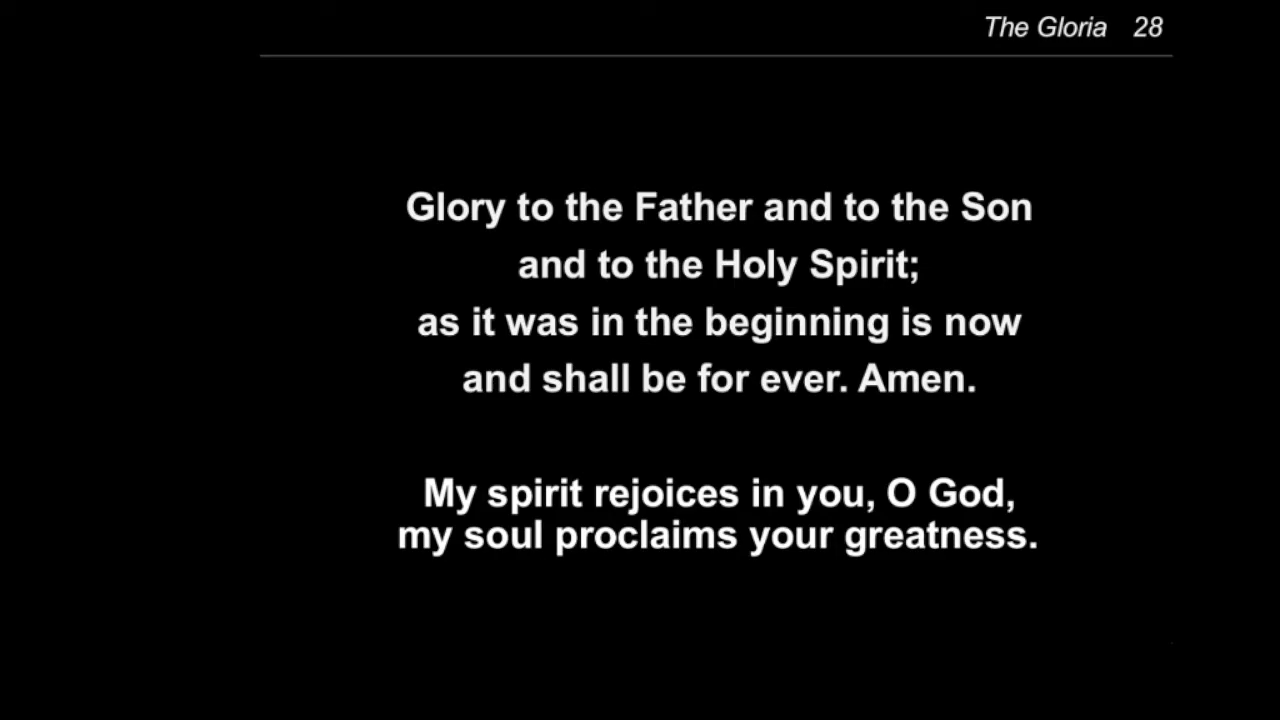 The Gloria 28
Glory to the Father and to the Son
and to the Holy Spirit;
as it was in the beginning is now
and shall be for ever. Amen.
My spirit rejoices in you, O God,
my soul proclaims your greatness.